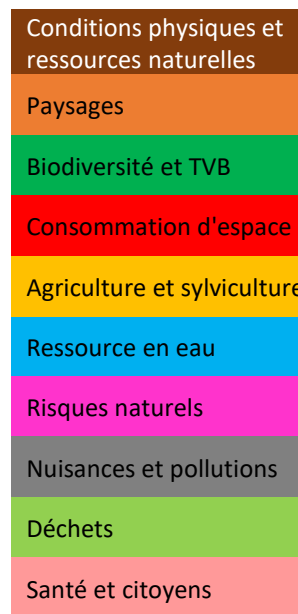 Conditions physiques et
ressources naturelles
Paysages
Biodiversité et TVB
Consommation d'espace
Agriculture et sylviculture
Ressource en eau
Risques naturels
Nuisances et pollutions
Déchets
Santé et citoyens